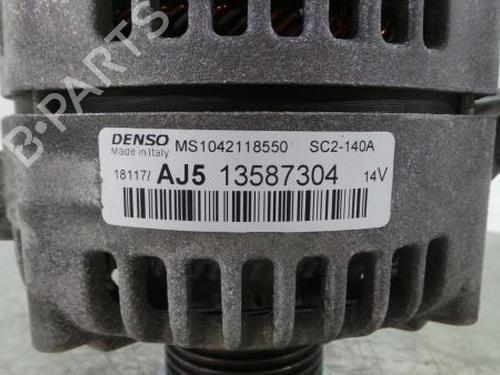 DENSO MS1042118550 SC2-140A
Made in Italy
18117/ AJ5 13587304 14V
B-PARTS